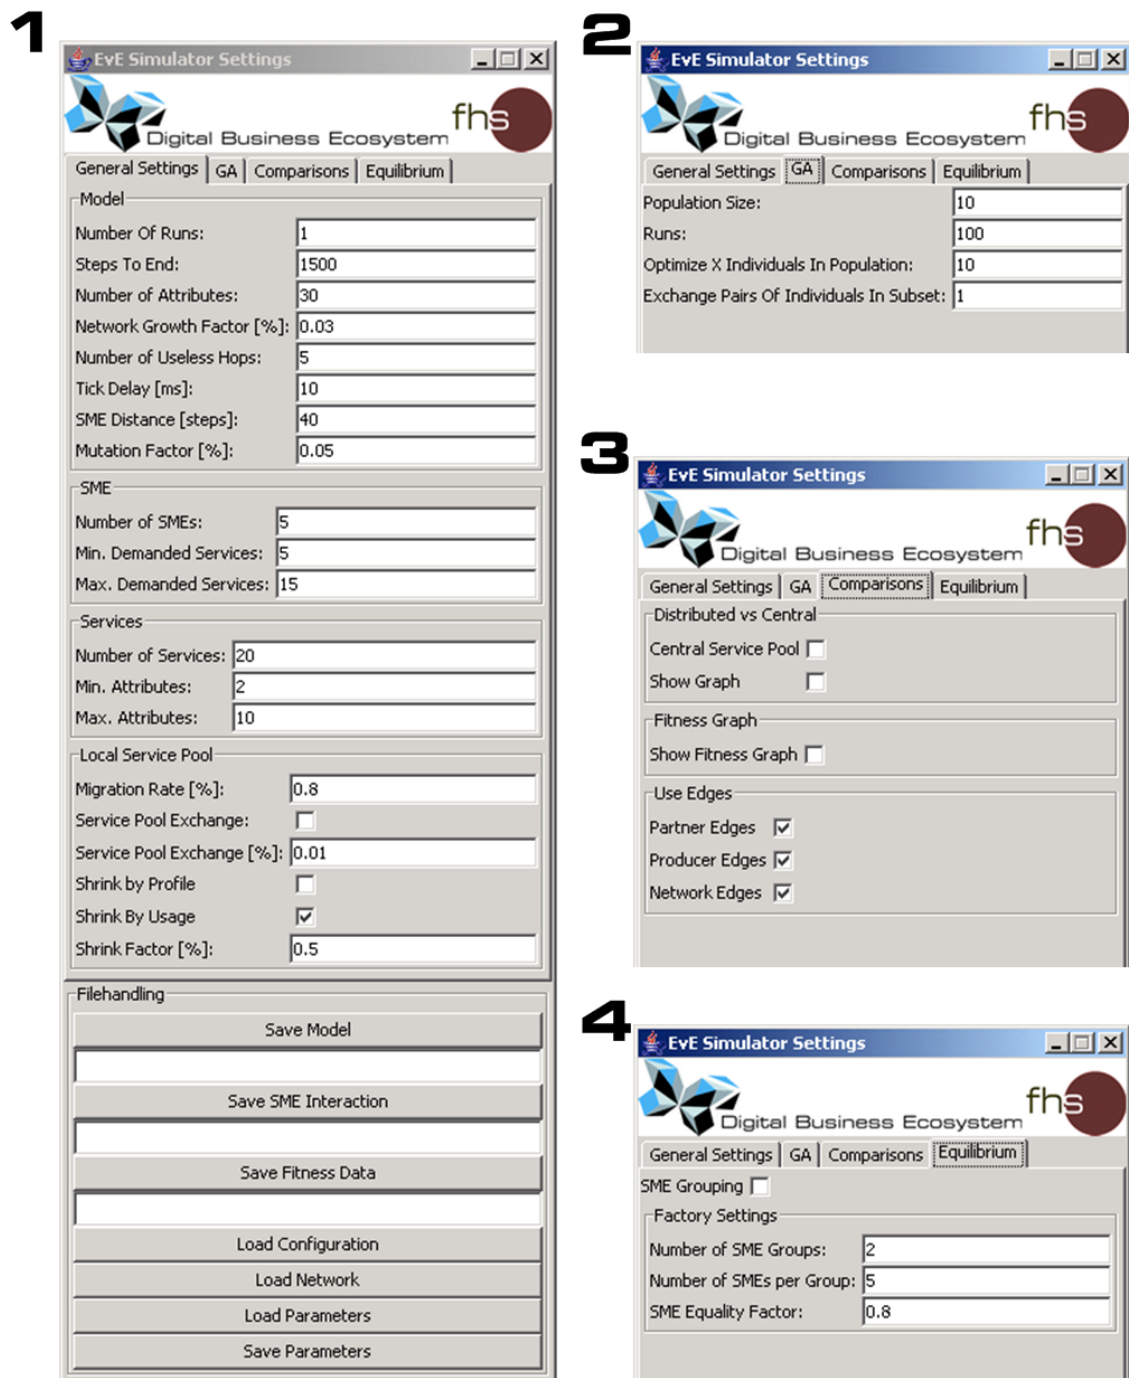 1
EvE Simulator Settings
Digital Business Ecosystem
fhs
General Settings GA Comparisons Equilibrium
Model
Number Of Runs: 1
Steps To End: 1500
Number of Attributes: 30
Network Growth Factor [%]: 0.03
Number of Useless Hops: 5
Tick Delay [ms]: 10
SME Distance [steps]: 40
Mutation Factor [%]: 0.05
SME
Number of SMEs: 5
Min. Demanded Services: 5
Max. Demanded Services: 15
Services
Number of Services: 20
Min. Attributes: 2
Max. Attributes: 10
Local Service Pool
Migration Rate [%]: 0.8
Service Pool Exchange:
Service Pool Exchange [%]: 0.01
Shrink by Profile
Shrink By Usage
Shrink Factor [%]: 0.5
Filehandling
Save Model
Save SME Interaction
Save Fitness Data
Load Configuration
Load Network
Load Parameters
Save Parameters
2
EvE Simulator Settings
Digital Business Ecosystem
fhs
General Settings GA Comparisons Equilibrium
Population Size: 10
Runs: 100
Optimize X Individuals In Population: 10
Exchange Pairs Of Individuals In Subset: 1
3
EvE Simulator Settings
Digital Business Ecosystem
fhs
General Settings GA Comparisons Equilibrium
Distributed vs Central
Central Service Pool
Show Graph
Fitness Graph
Show Fitness Graph
Use Edges
Partner Edges
Producer Edges
Network Edges
4
EvE Simulator Settings
Digital Business Ecosystem
fhs
General Settings GA Comparisons Equilibrium
SME Grouping
Factory Settings
Number of SME Groups: 2
Number of SMEs per Group: 5
SME Equality Factor: 0.8